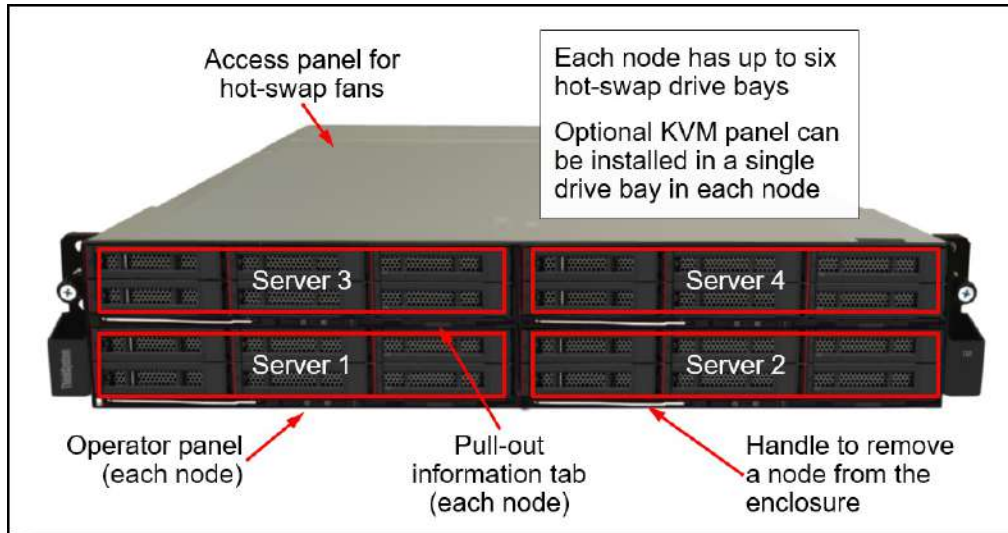 Access panel for
hot-swap fans
Each node has up to six
hot-swap drive bays
Optional KVM panel can
be installed in a single
drive bay in each node
Server 3
Server 4
Server 1
Server 2
ThinkSystem
Operator panel
(each node)
Pull-out
information tab
(each node)
Handle to remove
a node from the
enclosure